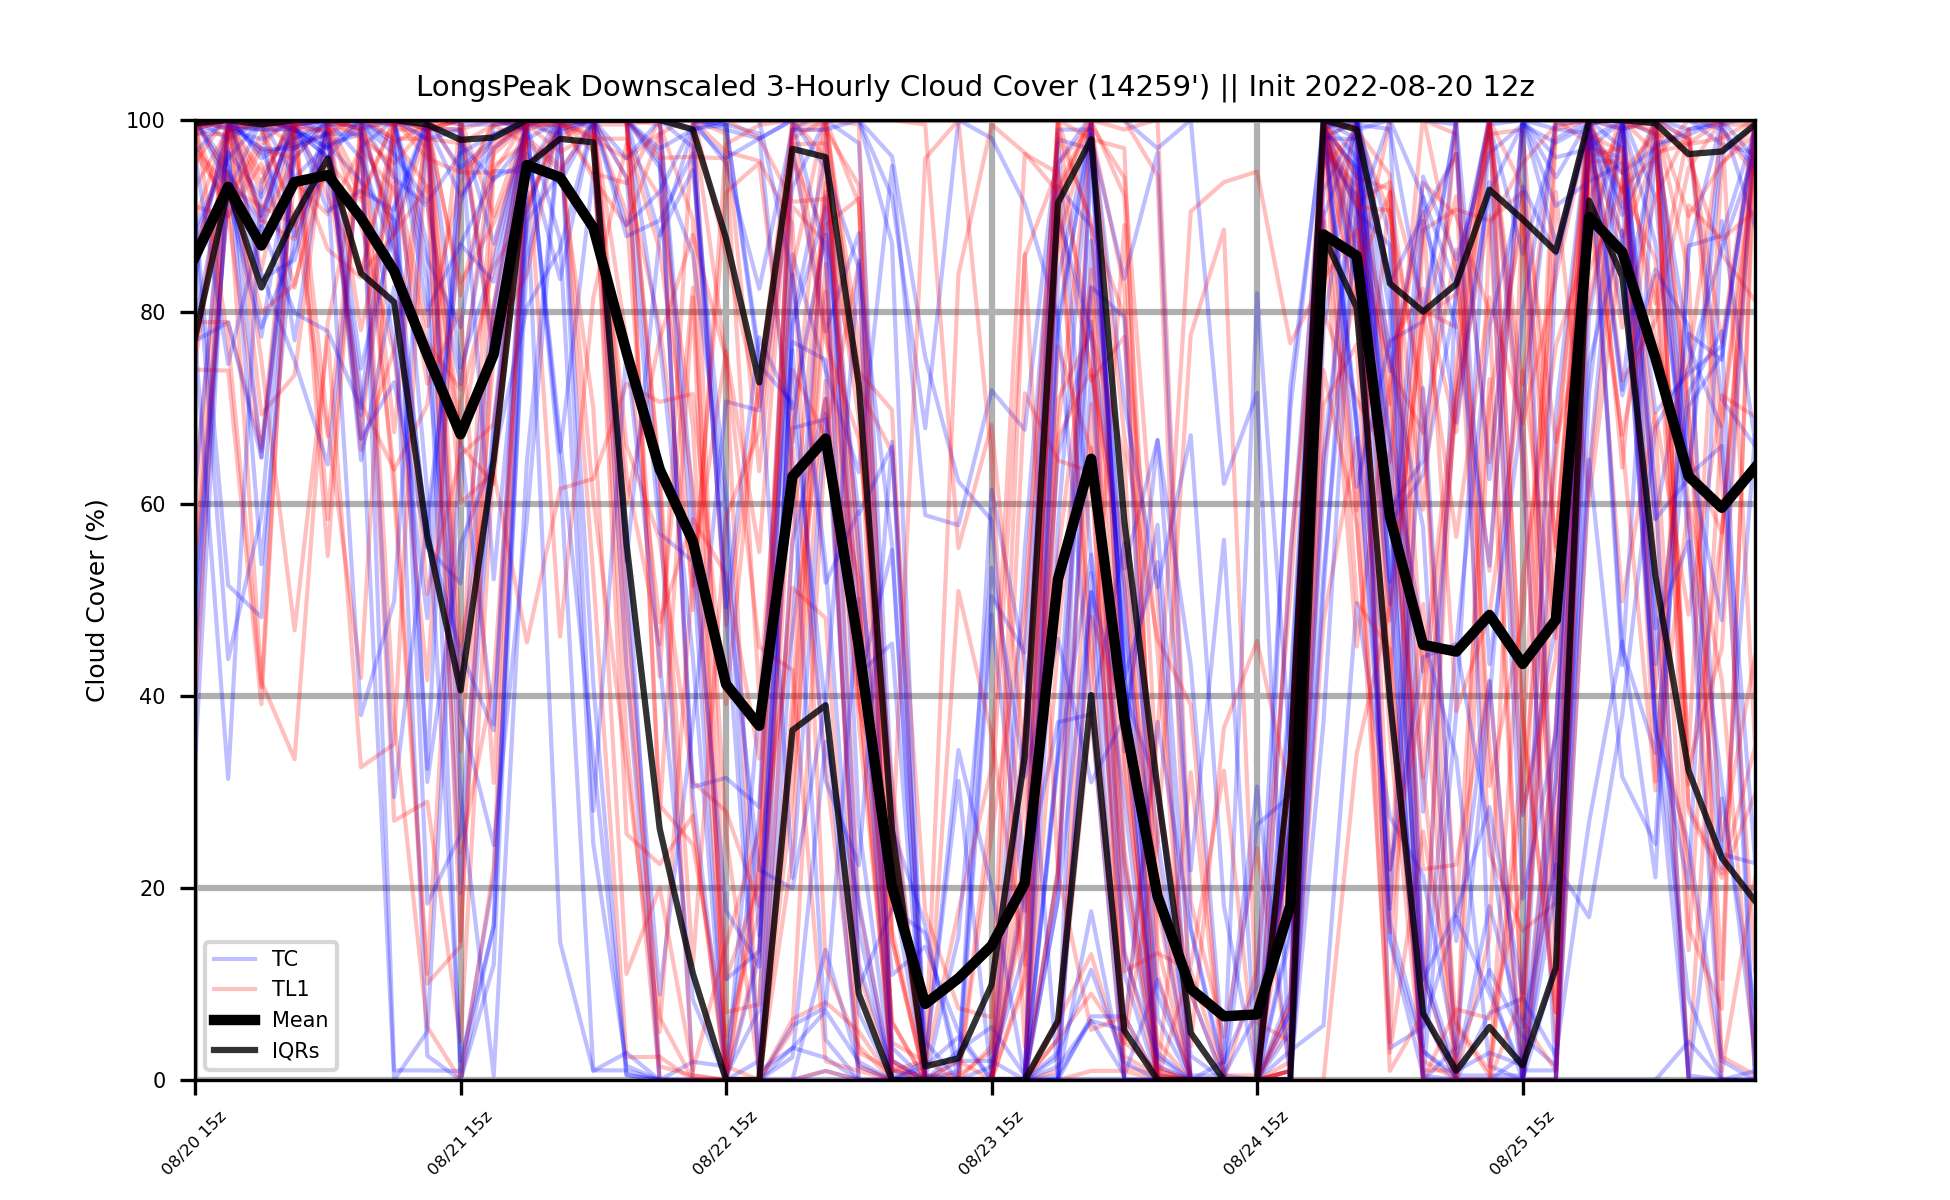 LongsPeak Downscaled 3-Hourly Cloud Cover (14259') || Init 2022-08-20 12z
100
80
60
40
20
0
Cloud Cover (%)
TC
TL1
Mean
IQRs
08/20 15z
08/21 15z
08/22 15z
08/23 15z
08/24 15z
08/25 15z